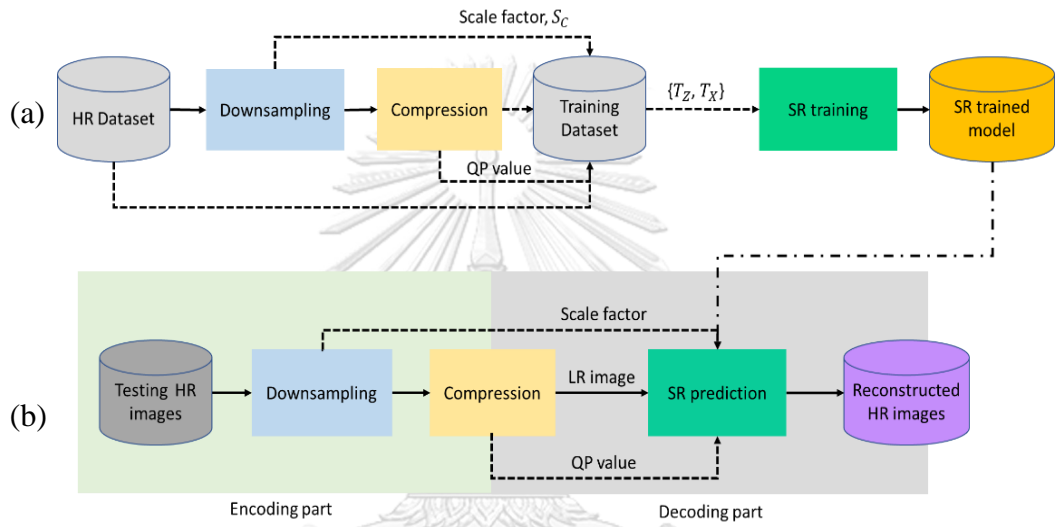 Scale factor, S_C
(a)
HR Dataset
Downsampling
Compression
Training
Dataset
{T_Z, T_X}
SR training
SR trained
model
QP value
Scale factor
(b)
Testing HR
images
Downsampling
Compression
LR image
SR prediction
Reconstructed
HR images
QP value
Encoding part
Decoding part